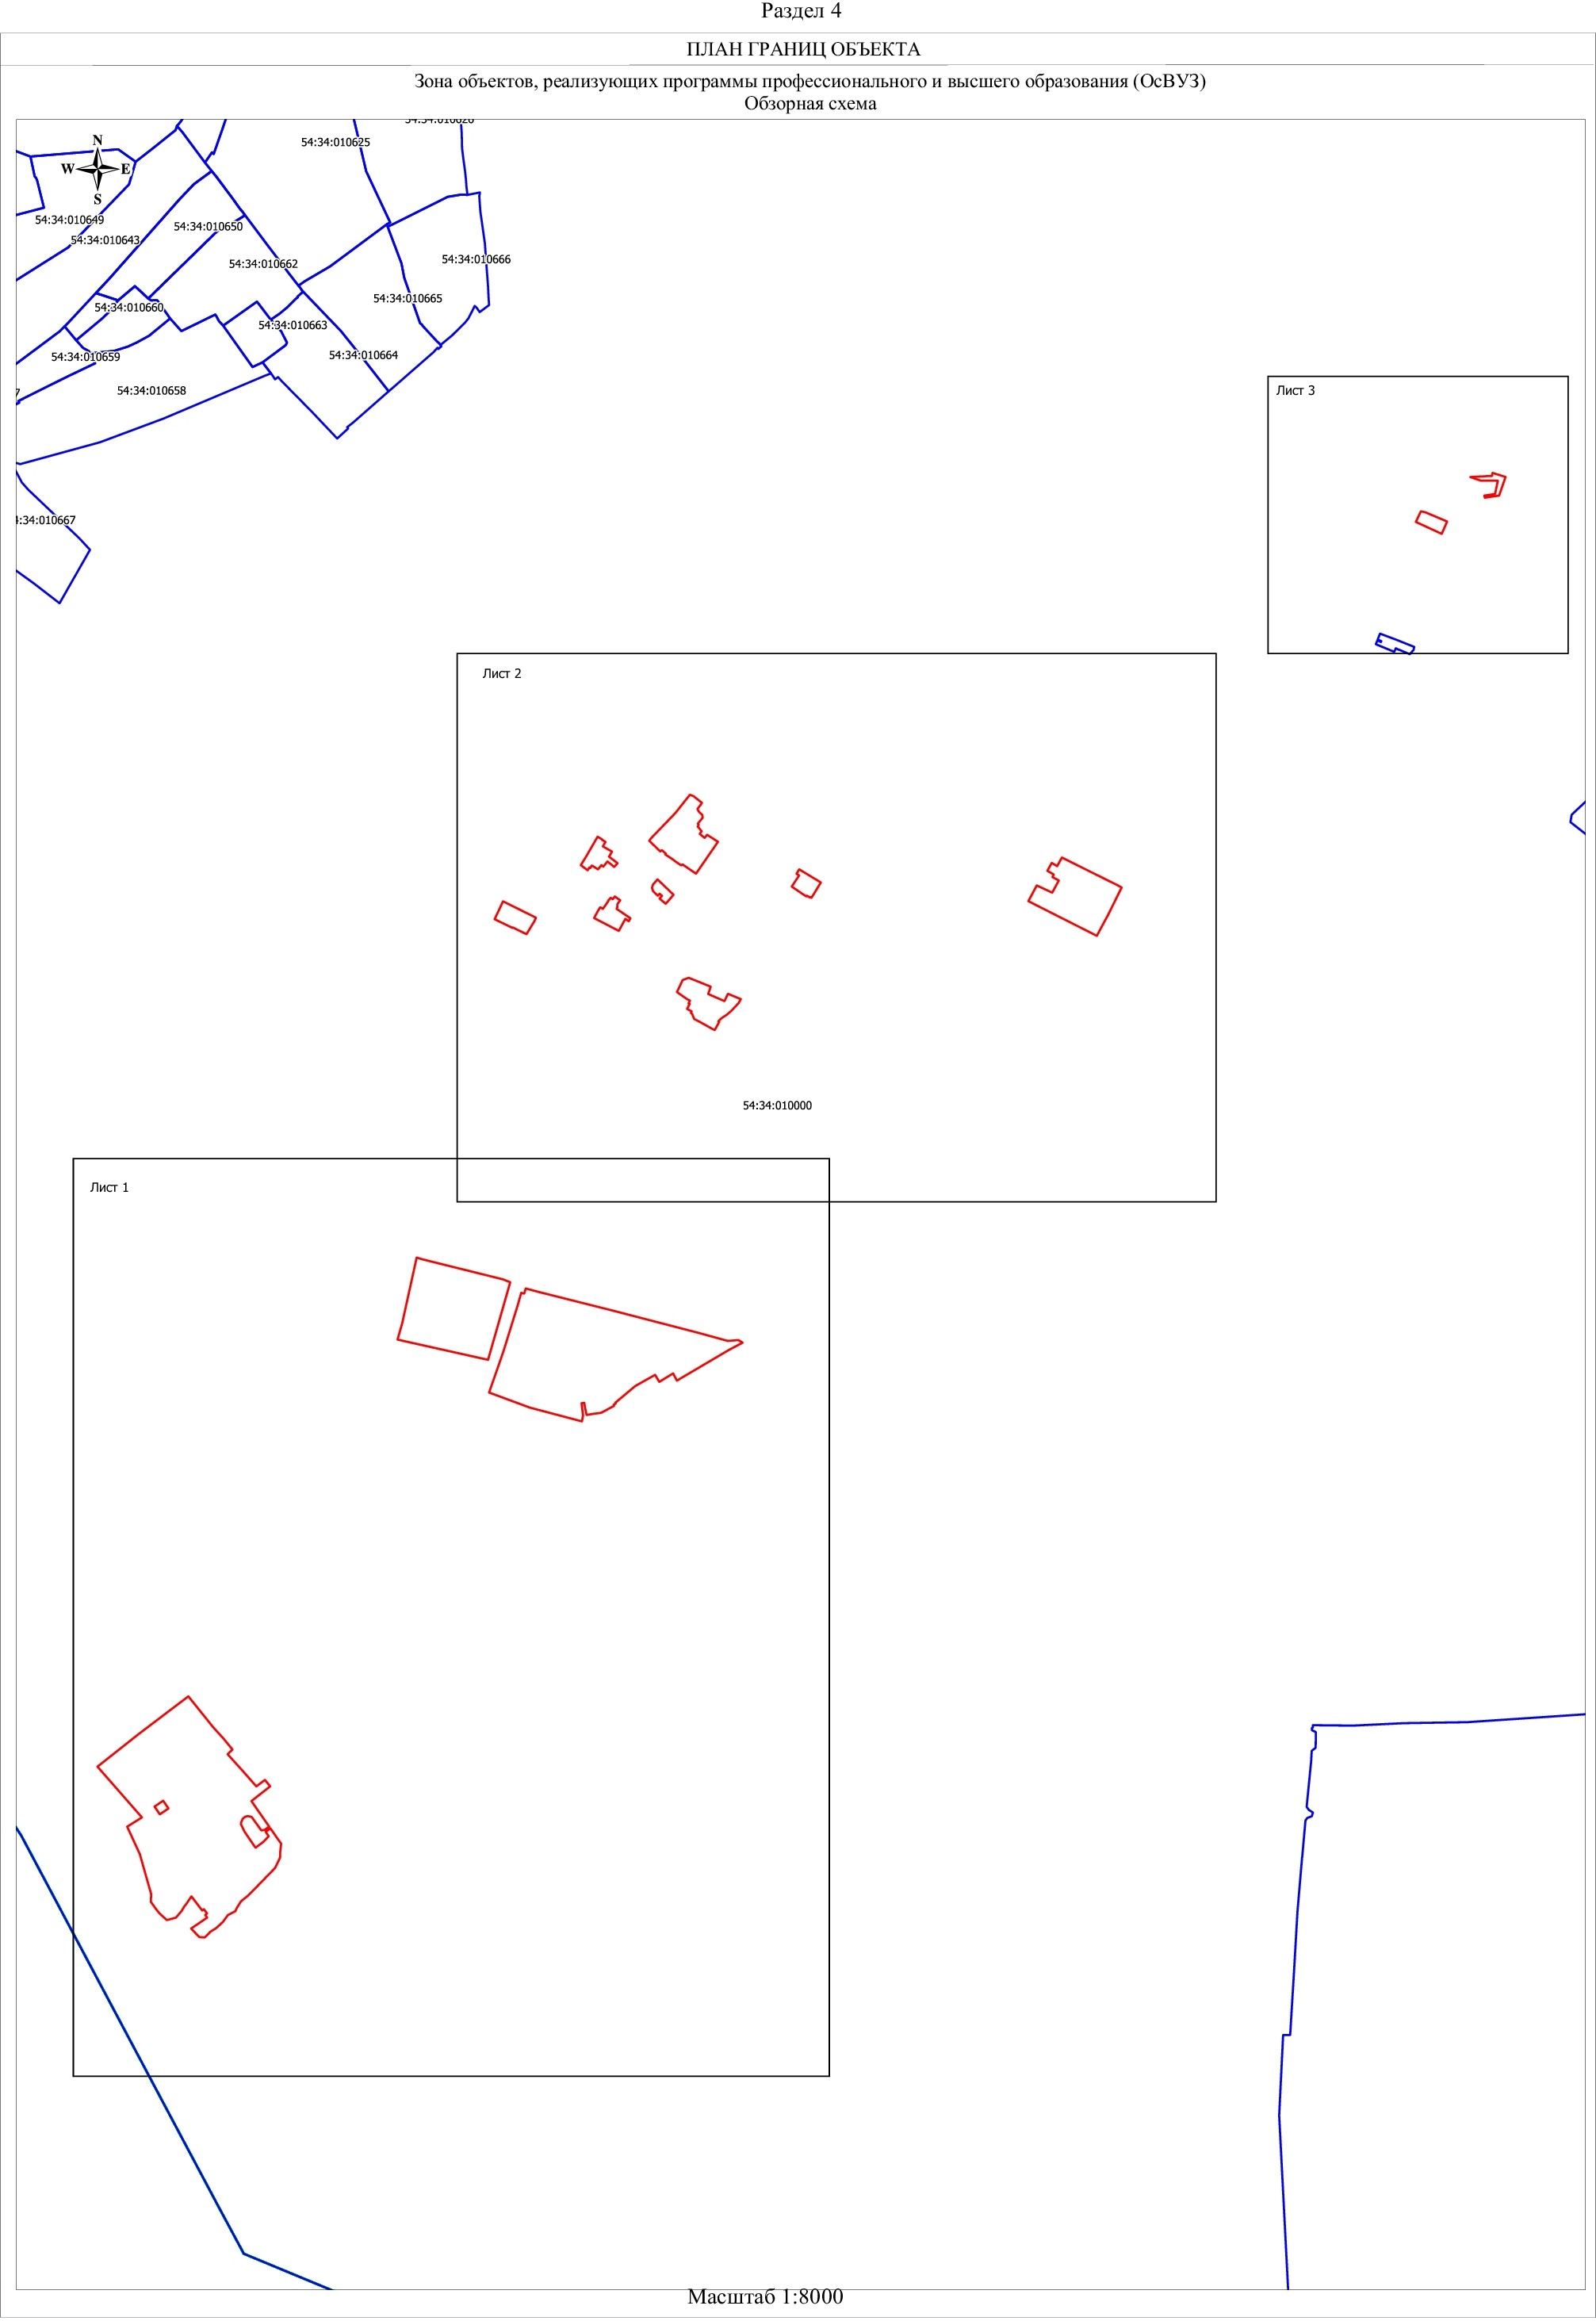 Раздел 4
ПЛАН ГРАНИЦ ОБЪЕКТА
Зона объектов, реализующих программы профессионального и высшего образования (ОсВУЗ)
Обзорная схема
N
W E
S
54:34:010625
54:34:010649
54:34:010643
54:34:010650
54:34:010662
54:34:010666
54:34:010665
54:34:010660
54:34:010663
54:34:010664
54:34:010659
54:34:010658
:34:010667
Лист 3
Лист 2
54:34:010000
Лист 1
Масштаб 1:8000